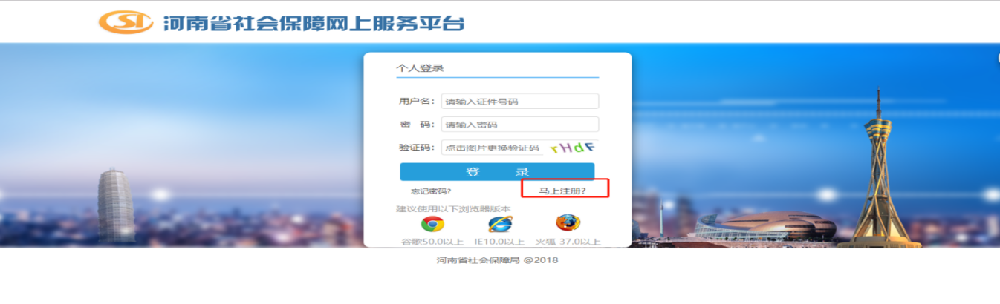 河南省社会保障网上服务平台
个人登录
用户名： 请输入证件号码
密 码： 请输入密码
验证码： 点击图片更换验证码 rHdF
登 录
忘记密码? 马上注册?
建议使用以下浏览器版本
谷歌50.0以上 IE10.0以上 火狐 37.0以上
河南省社会保障局 @2018